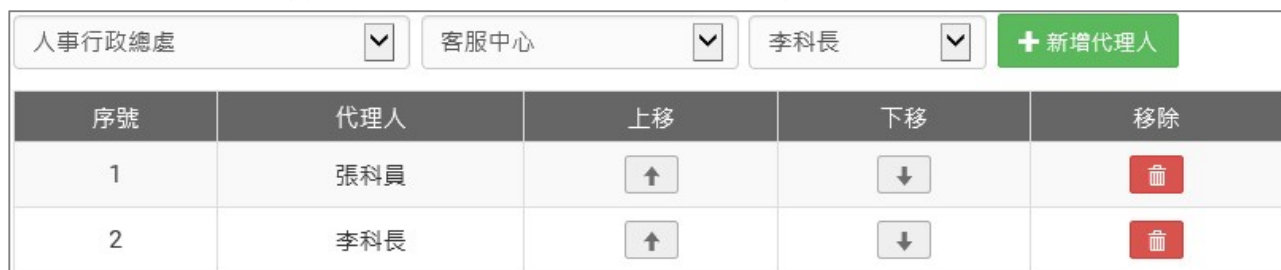 人事行政總處 客服中心 李科長 新增代理人
序號 代理人 上移 下移 移除
1 張科員
2 李科長